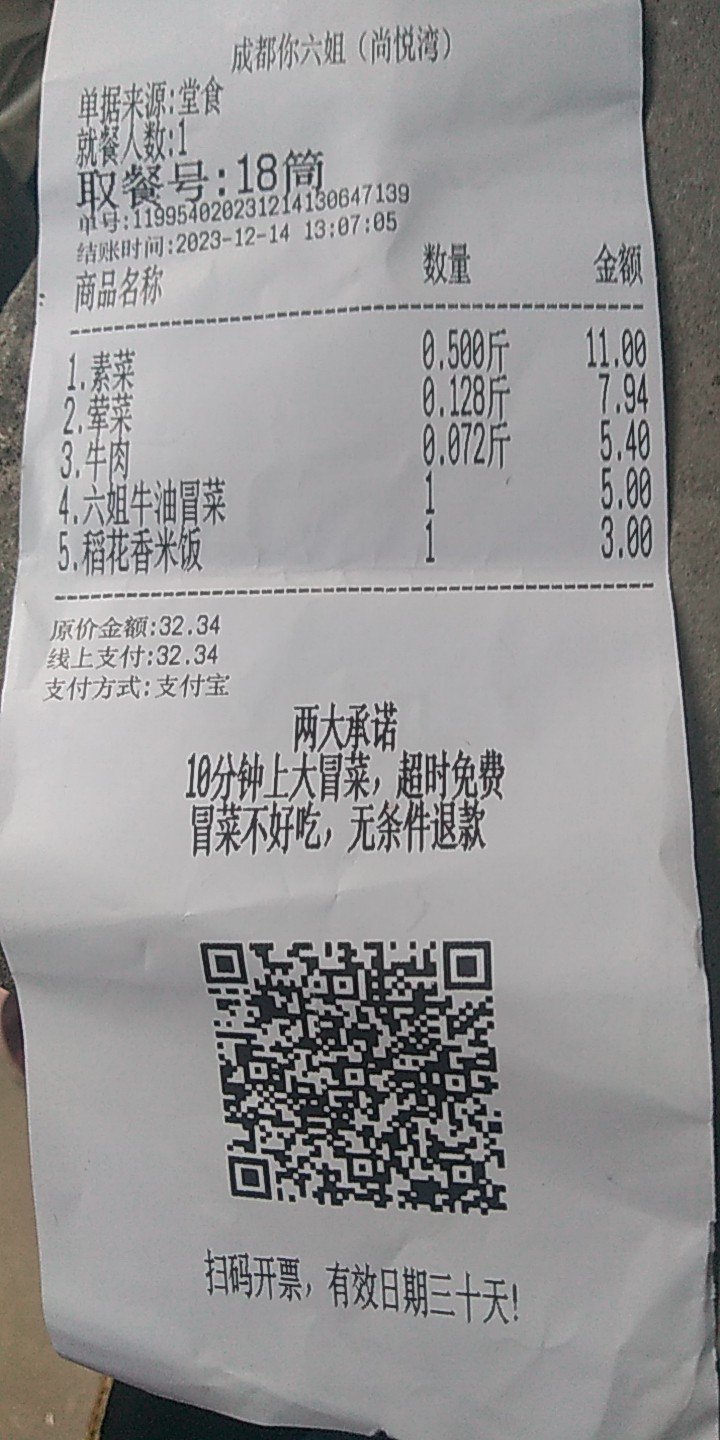 成都你六姐（尚悦湾）
单据来源:堂食
就餐人数:1
取餐号:18筒
单号:119954020231214130647139
结账时间:2023-12-14 13:07:05
商品名称 数量 金额
1.素菜 0.500斤 11.00
2.荤菜 0.128斤 7.94
3.牛肉 0.072斤 5.40
4.六姐牛油冒菜 1 5.00
5.稻花香米饭 1 3.00
原价金额:32.34
线上支付:32.34
支付方式:支付宝
两大承诺
10分钟上大冒菜，超时免费
冒菜不好吃，无条件退款
扫码开票，有效日期三十天!